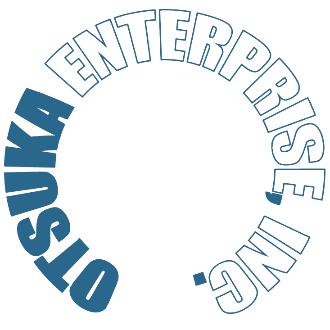 OTSUKA ENTERPRISE, INC.